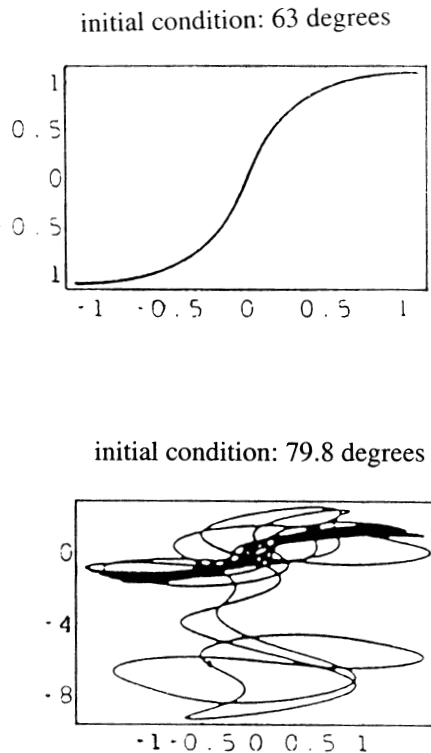 initial condition: 63 degrees
1
0.5
0
0.5
1
-1 -0.5 0 0.5 1
initial condition: 79.8 degrees
0
-4
-8
-1-0.5 0 0.5 1